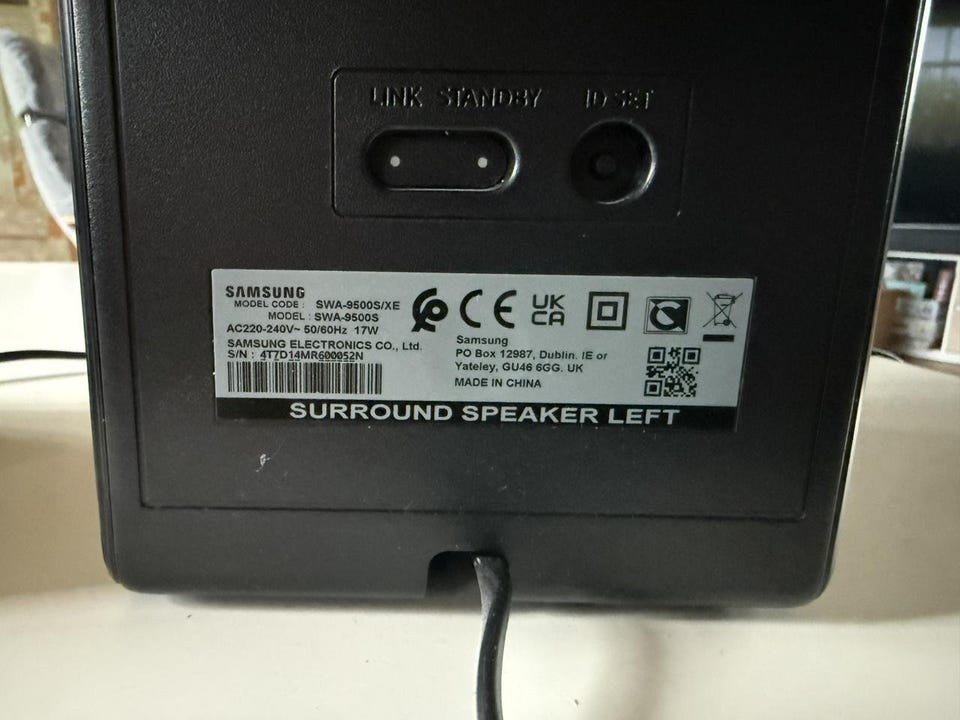 LINK STANDBY ID SET
SAMSUNG
MODEL CODE : SWA-9500S/XE
MODEL : SWA-9500S
AC220-240V~ 50/60Hz 17W
SAMSUNG ELECTRONICS CO., Ltd.
S/N : 4T7D14MR600052N
CE
UK
CA
Samsung
PO Box 12987, Dublin. IE or
Yateley, GU46 6GG. UK
MADE IN CHINA
SURROUND SPEAKER LEFT